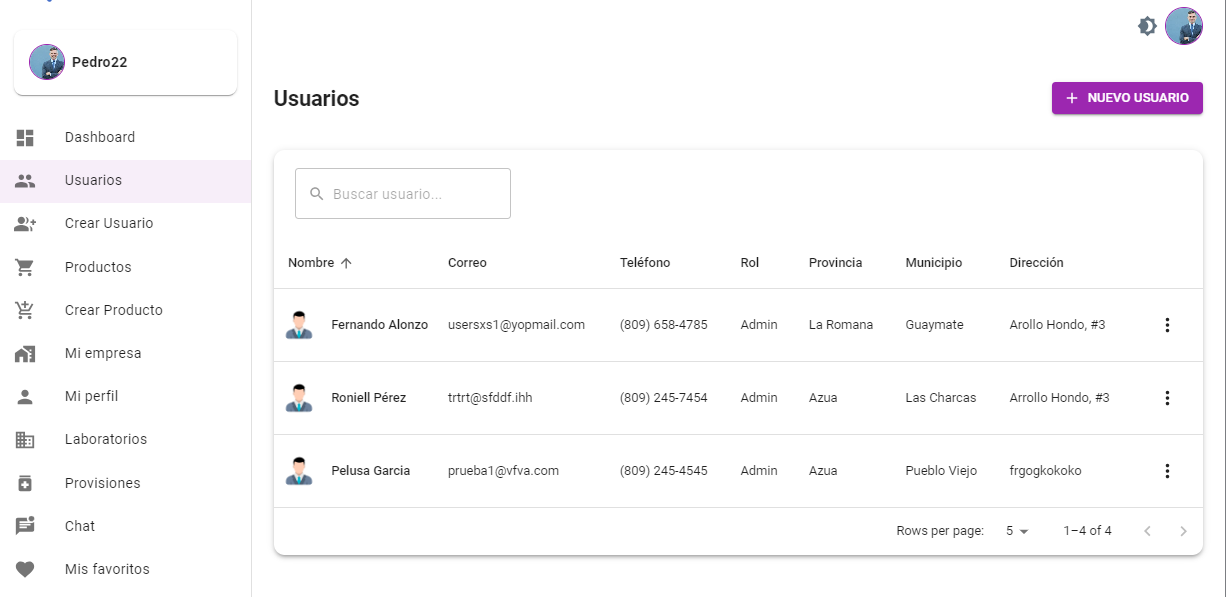 Pedro22
Dashboard
Usuarios
Crear Usuario
Productos
Crear Producto
Mi empresa
Mi perfil
Laboratorios
Provisiones
Chat
Mis favoritos
Usuarios
NUEVO USUARIO
Buscar usuario...
Nombre Correo Teléfono Rol Provincia Municipio Dirección
Fernando Alonzo usersxs1@yopmail.com (809) 658-4785 Admin La Romana Guaymate Arollo Hondo, #3
Roniell Pérez trtrt@sfddf.ihh (809) 245-7454 Admin Azua Las Charcas Arrollo Hondo, #3
Pelusa Garcia prueba1@vfva.com (809) 245-4545 Admin Azua Pueblo Viejo frgogkokoko
Rows per page: 5 1–4 of 4